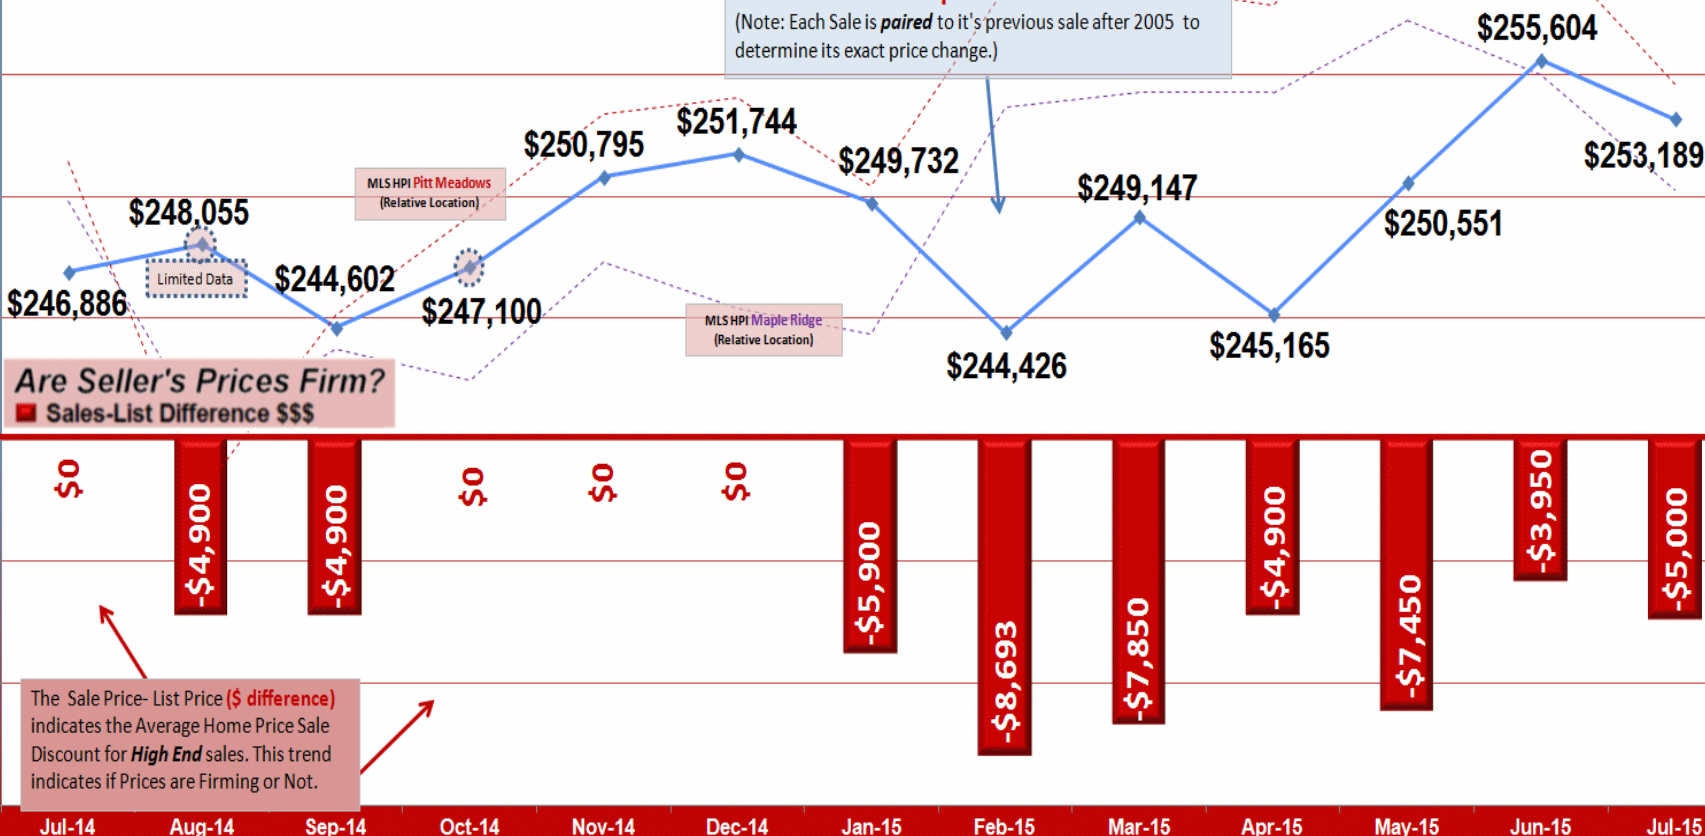 (Note: Each Sale is paired to it's previous sale after 2005 to
determine its exact price change.)
$255,604
$251,744
$250,795
$249,732
$253,189
MLS HPI Pitt Meadows
(Relative Location)
$249,147
$248,055
$250,551
Limited Data
$244,602
$246,886
$247,100
MLS HPI Maple Ridge
(Relative Location)
$245,165
$244,426
Are Seller's Prices Firm?
Sales-List Difference $$$
$0
-$4,900
-$4,900
$0
$0
$0
-$5,900
-$8,693
-$7,850
-$4,900
-$7,450
-$3,950
-$5,000
The Sale Price- List Price ($ difference)
indicates the Average Home Price Sale
Discount for High End sales. This trend
indicates if Prices are Firming or Not.
Jul-14 Aug-14 Sep-14 Oct-14 Nov-14 Dec-14 Jan-15 Feb-15 Mar-15 Apr-15 May-15 Jun-15 Jul-15